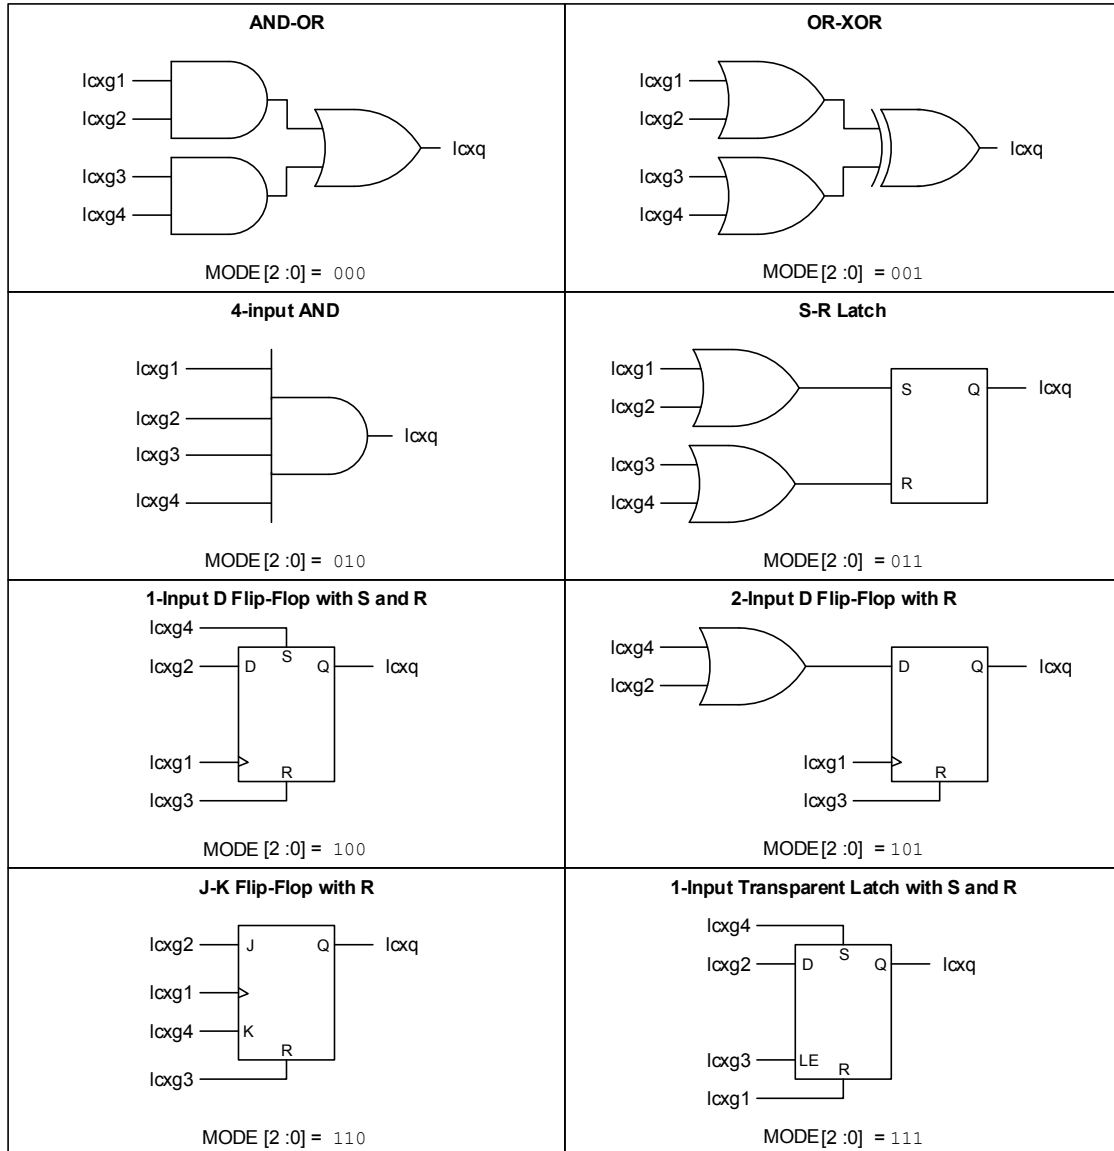 AND-OR
lcxg1
lcxg2
lcxg3
lcxg4
lcxq
MODE [2 :0] = 000
OR-XOR
lcxg1
lcxg2
lcxg3
lcxg4
lcxq
MODE[2 :0] = 001
4-input AND
lcxg1
lcxg2
lcxg3
lcxg4
lcxq
MODE [2 :0] = 010
S-R Latch
lcxg1
lcxg2
S Q lcxq
lcxg3
lcxg4
R
MODE[2 :0] = 011
1-Input D Flip-Flop with S and R
lcxg4
S
lcxg2 D Q lcxq
lcxg1
R
lcxg3
MODE [2 :0] = 100
2-Input D Flip-Flop with R
lcxg4
lcxg2
D Q lcxq
lcxg1
R
lcxg3
MODE[2 :0] = 101
J-K Flip-Flop with R
lcxg2 J Q lcxq
lcxg1
lcxg4 K
R
lcxg3
MODE [2 :0] = 110
1-Input Transparent Latch with S and R
lcxg4
S
lcxg2 D Q lcxq
lcxg3 LE
R
lcxg1
MODE[2 :0] = 111